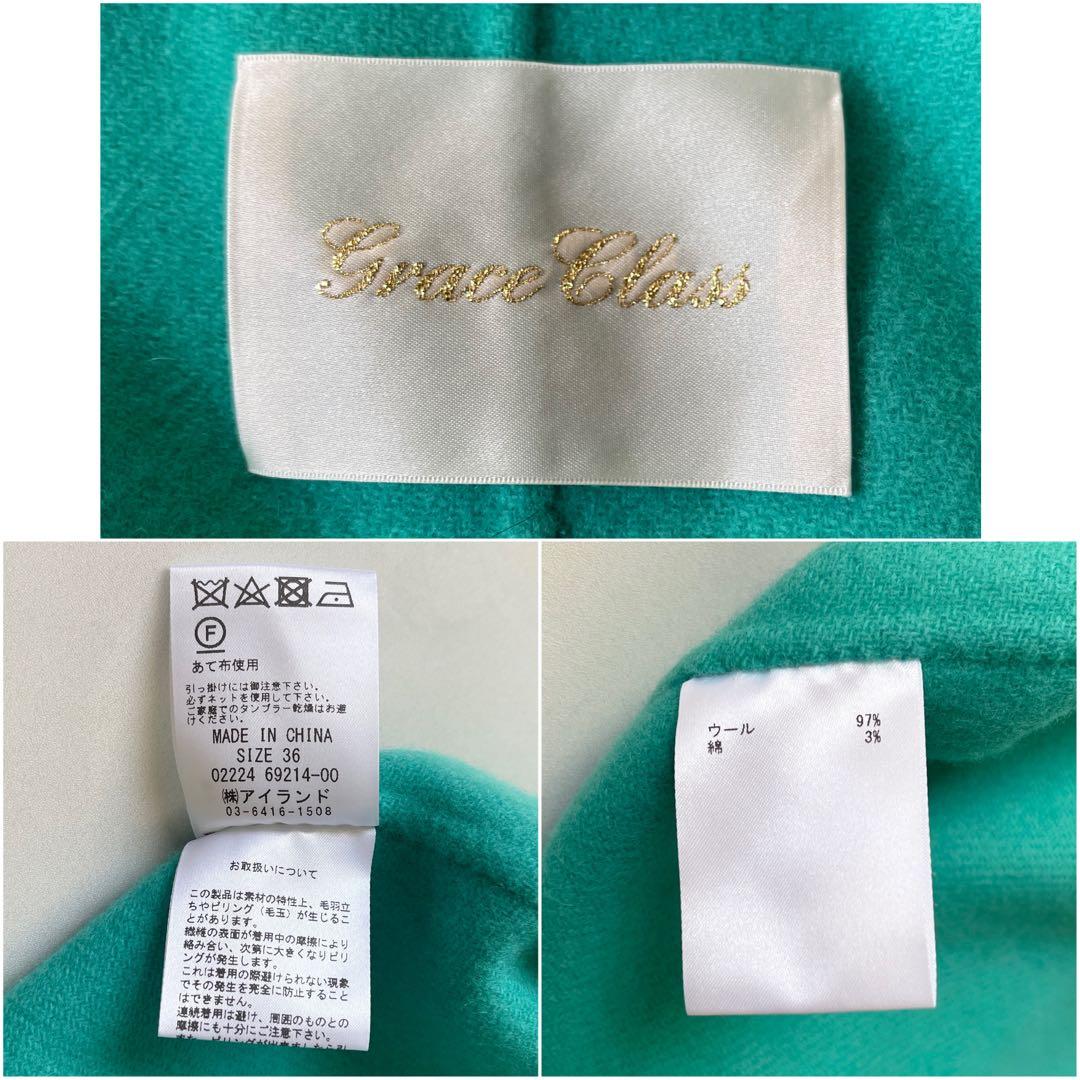 Grace Class
F
あて布使用
引っ掛けには御注意下さい。
必ずネットを使用して下さい。
ご家庭でのタンブラー乾燥はお避
けください。
MADE IN CHINA
SIZE 36
02224 69214-00
㈱アイランド
03-6416-1508
お取扱いについて
この製品は素材の特性上、毛羽立
ちやピリング(毛玉)が生じるこ
とがあります。
繊維の表面が着用中の摩擦により
絡み合い、次第に大きくなりピリ
ングが発生します。
これは着用の際避けられない現象
でその発生を完全に防止すること
はできません。
連続着用は避け、周囲のものとの
摩擦にも十分にご注意下さい。
ウール 97%
綿 3%